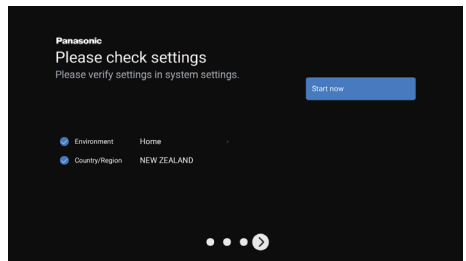 Panasonic
Please check settings
Please verify settings in system settings.
Start now
Environment Home
Country/Region NEW ZEALAND